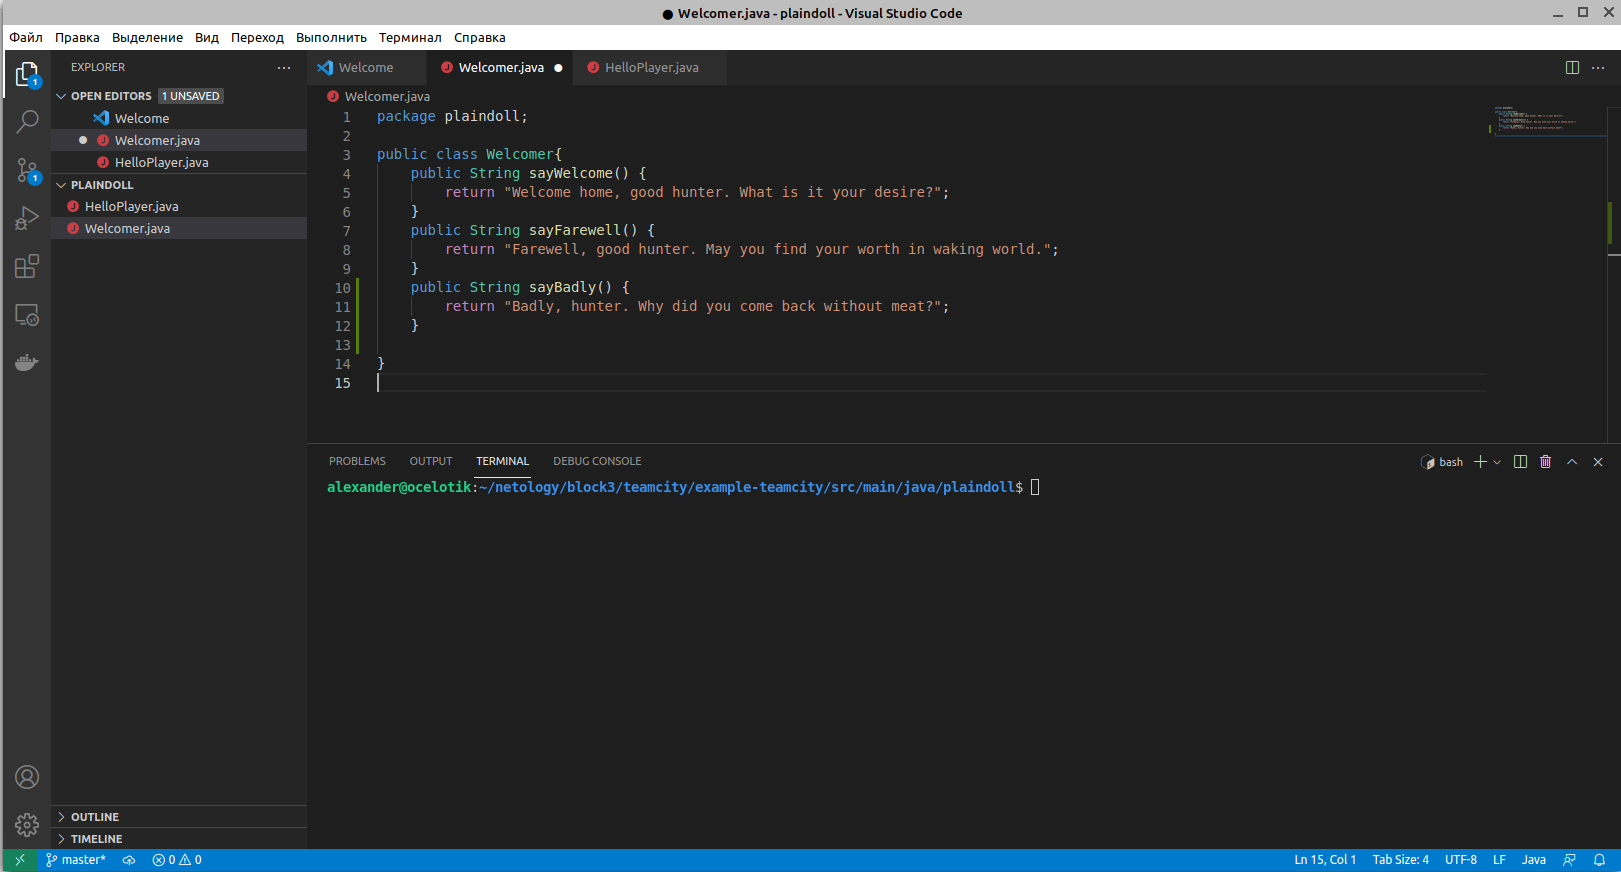 ● Welcomer.java - plaindoll - Visual Studio Code
Файл Правка Выделение Вид Переход Выполнить Терминал Справка
EXPLORER
OPEN EDITORS 1 UNSAVED
Welcome
Welcomer.java
HelloPlayer.java
PLAINDOLL
HelloPlayer.java
Welcomer.java
OUTLINE
TIMELINE
1
1
Welcome Welcomer.java ● HelloPlayer.java
Welcomer.java
1 package plaindoll;
2
3 public class Welcomer{
4 public String sayWelcome() {
5 return "Welcome home, good hunter. What is it your desire?";
6 }
7 public String sayFarewell() {
8 return "Farewell, good hunter. May you find your worth in waking world.";
9 }
10 public String sayBadly() {
11 return "Badly, hunter. Why did you come back without meat?";
12 }
13
14 }
15
PROBLEMS OUTPUT TERMINAL DEBUG CONSOLE
bash
alexander@ocelotik:~/netology/block3/teamcity/example-teamcity/src/main/java/plaindoll$
master* 0 0 Ln 15, Col 1 Tab Size: 4 UTF-8 LF Java